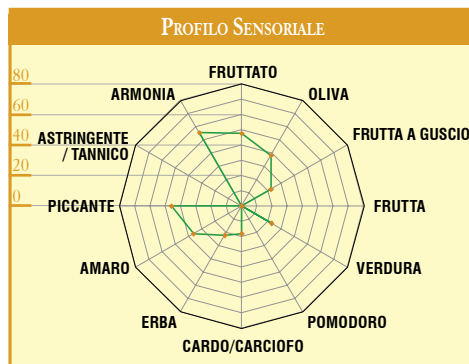 PROFILO SENSORIALE
80
60
40
20
0
FRUTTATO
OLIVA
FRUTTA A GUSCIO
FRUTTA
VERDURA
POMODORO
CARDO/CARCIOFO
ERBA
AMARO
PICCANTE
ASTRINGENTE
/ TANNICO
ARMONIA